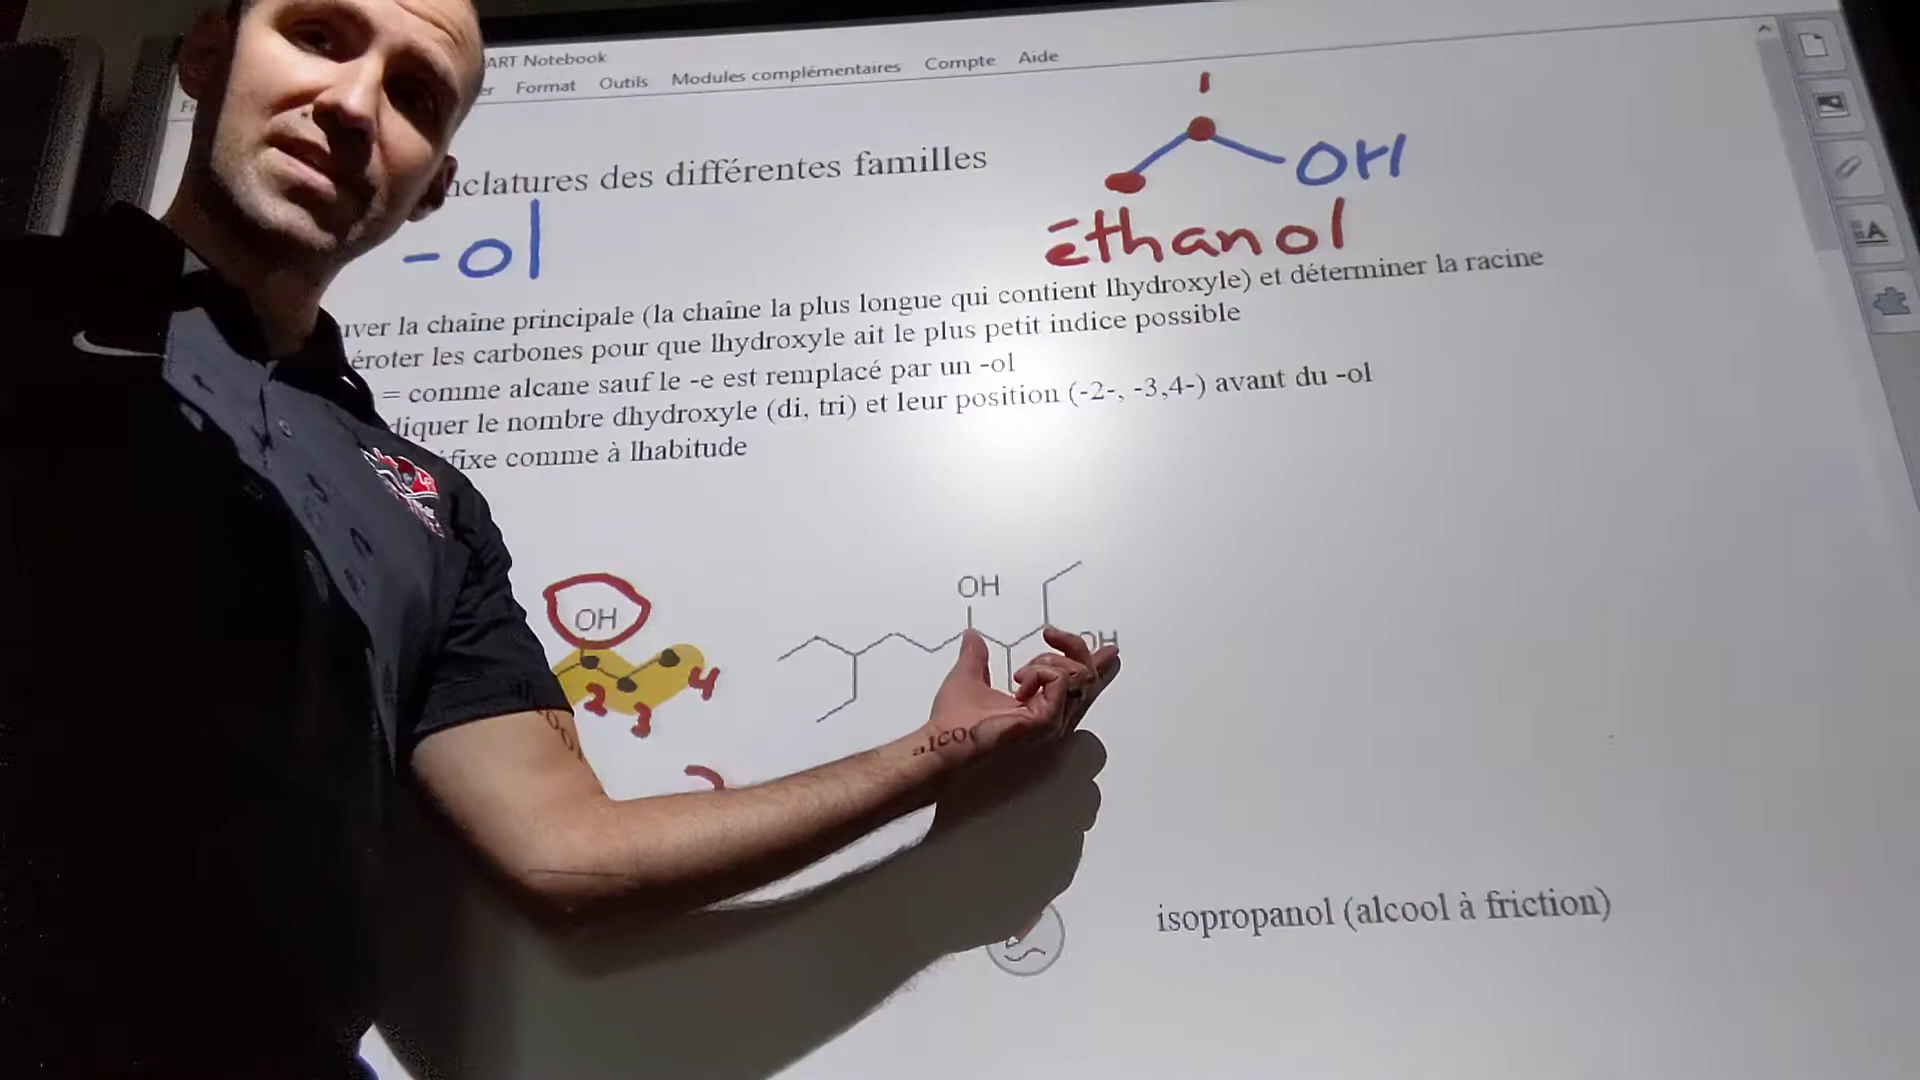 ART Notebook
Format Outils Modules complémentaires Compte Aide
1
OH
nclatures des différentes familles
-ol
éthanol
uver la chaîne principale (la chaîne la plus longue qui contient lhydroxyle) et déterminer la racine
éroter les carbones pour que lhydroxyle ait le plus petit indice possible
= comme alcane sauf le -e est remplacé par un -ol
diquer le nombre dhydroxyle (di, tri) et leur position (-2-, -3,4-) avant du -ol
fixe comme à lhabitude
OH
OH
OH
2 3 4
isopropanol (alcool à friction)